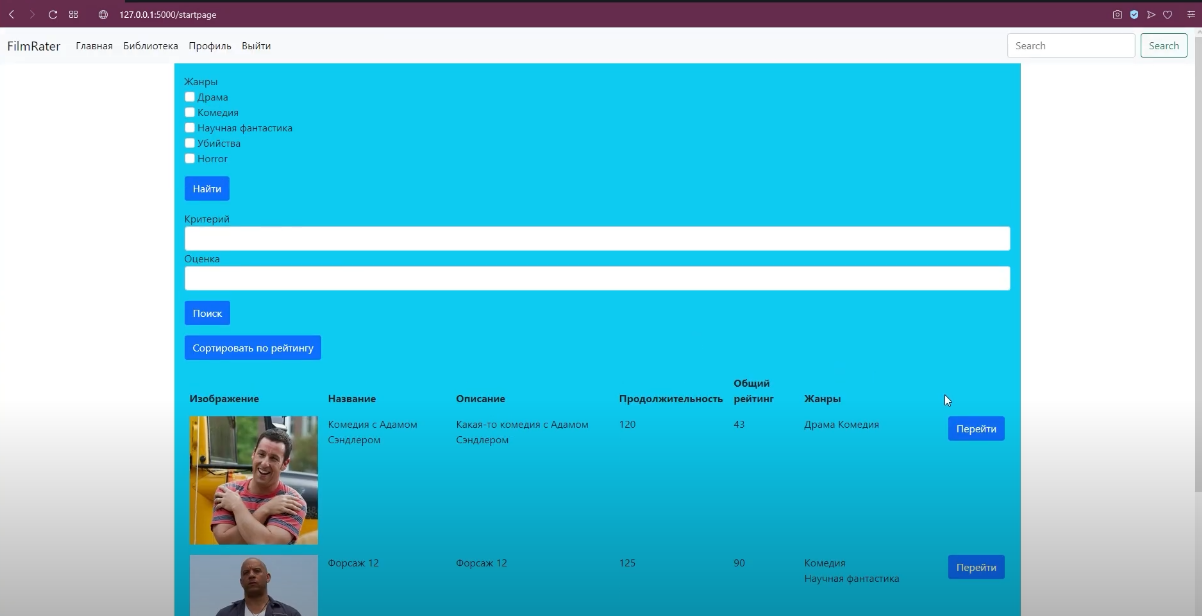 127.0.0.1:5000/startpage
FilmRater Главная Библиотека Профиль Выйти Search Search
Жанры
Драма
Комедия
Научная фантастика
Убийства
Horror
Найти
Критерий
Оценка
Поиск
Сортировать по рейтингу
Изображение Название Описание Продолжительность Общий рейтинг Жанры
Комедия с Адамом Сэндлером Какая-то комедия с Адамом Сэндлером 120 43 Драма Комедия Перейти
Форсаж 12 Форсаж 12 125 90 Комедия Научная фантастика Перейти